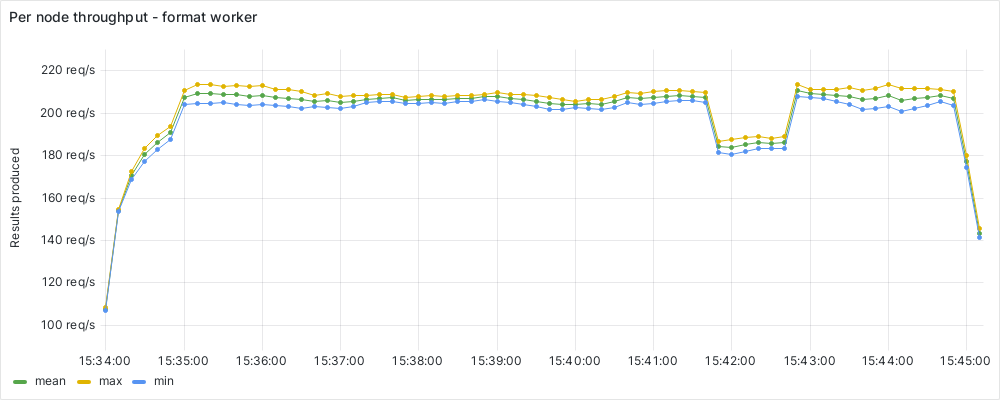 Per node throughput - format worker
Results produced
220 req/s
200 req/s
180 req/s
160 req/s
140 req/s
120 req/s
100 req/s
15:34:00 15:35:00 15:36:00 15:37:00 15:38:00 15:39:00 15:40:00 15:41:00 15:42:00 15:43:00 15:44:00 15:45:00
mean max min